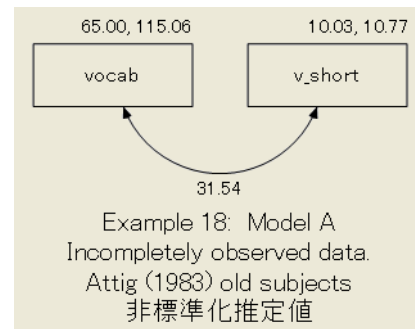 65.00, 115.06
10.03, 10.77
vocab
v_short
31.54
Example 18: Model A
Incompletely observed data.
Attig (1983) old subjects
非標準化推定値